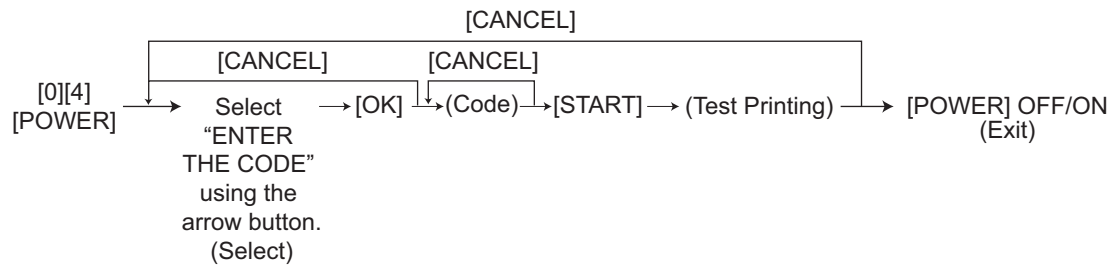 [CANCEL]
[CANCEL]
[CANCEL]
[0][4]
[POWER]
Select
“ENTER
THE CODE”
using the
arrow button.
(Select)
[OK]
(Code)
[START]
(Test Printing)
[POWER] OFF/ON
(Exit)